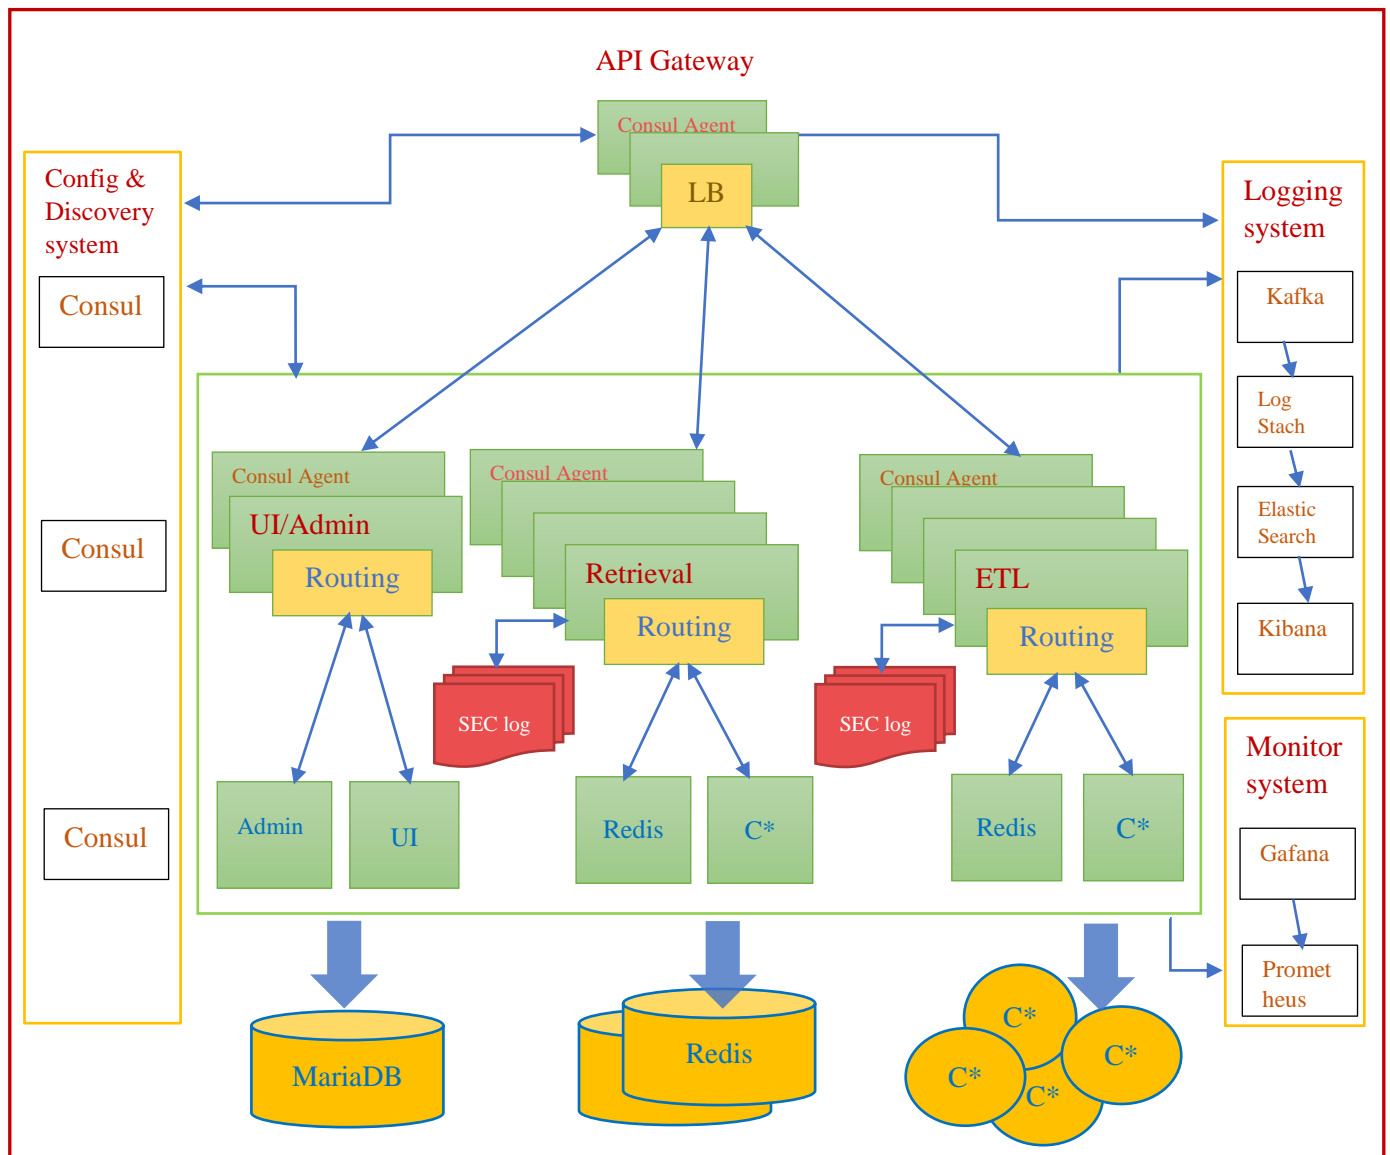 API Gateway
Consul Agent
LB
Config &
Discovery
system
Consul
Consul
Consul
Logging
system
Kafka
Log
Stach
Elastic
Search
Kibana
Consul Agent
UI/Admin
Routing
Consul Agent
Retrieval
Routing
Consul Agent
ETL
Routing
SEC log
SEC log
Admin
UI
Redis
C*
Redis
C*
Monitor
system
Gafana
Promet
heus
MariaDB
Redis
C*
C*
C*
C*